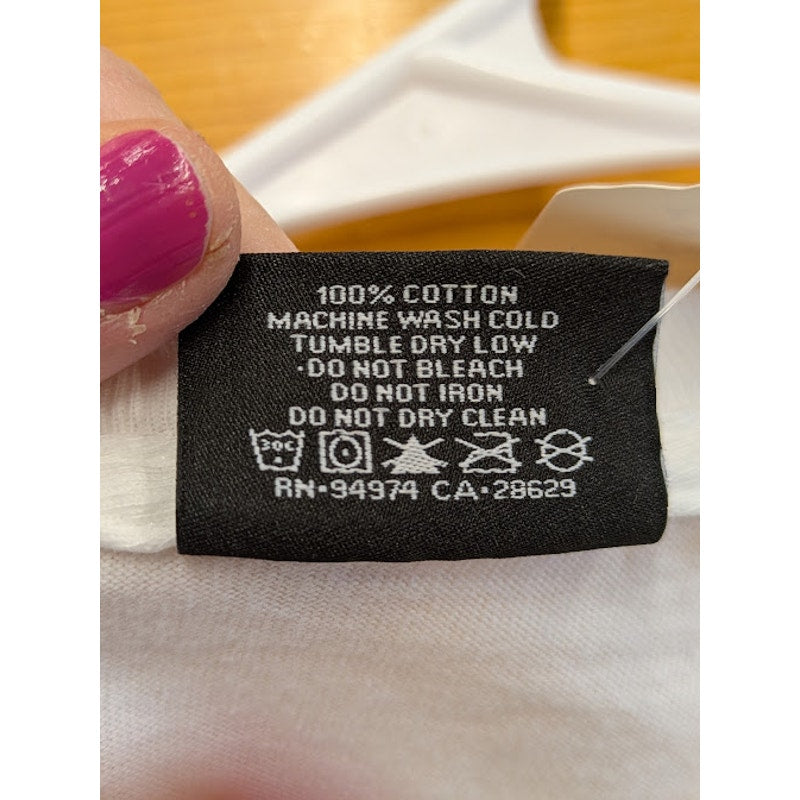 100% COTTON
MACHINE WASH COLD
TUMBLE DRY LOW
·DO NOT BLEACH
DO NOT IRON
DO NOT DRY CLEAN
30C
RN·94974 CA·28629